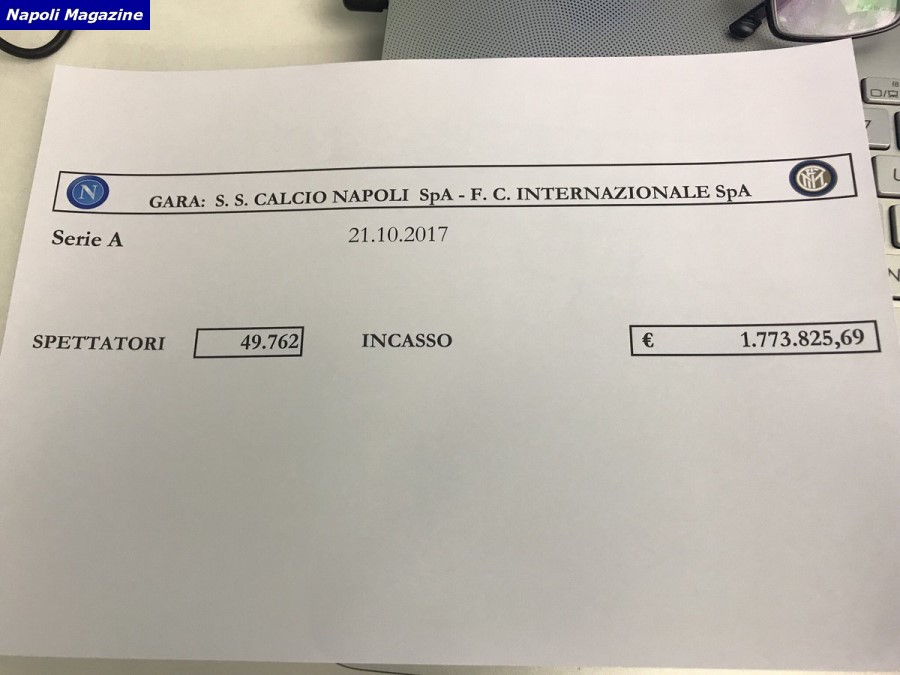 Napoli Magazine
N
GARA: S. S. CALCIO NAPOLI SpA - F. C. INTERNAZIONALE SpA
Serie A
21.10.2017
SPETTATORI 49.762 INCASSO € 1.773.825,69